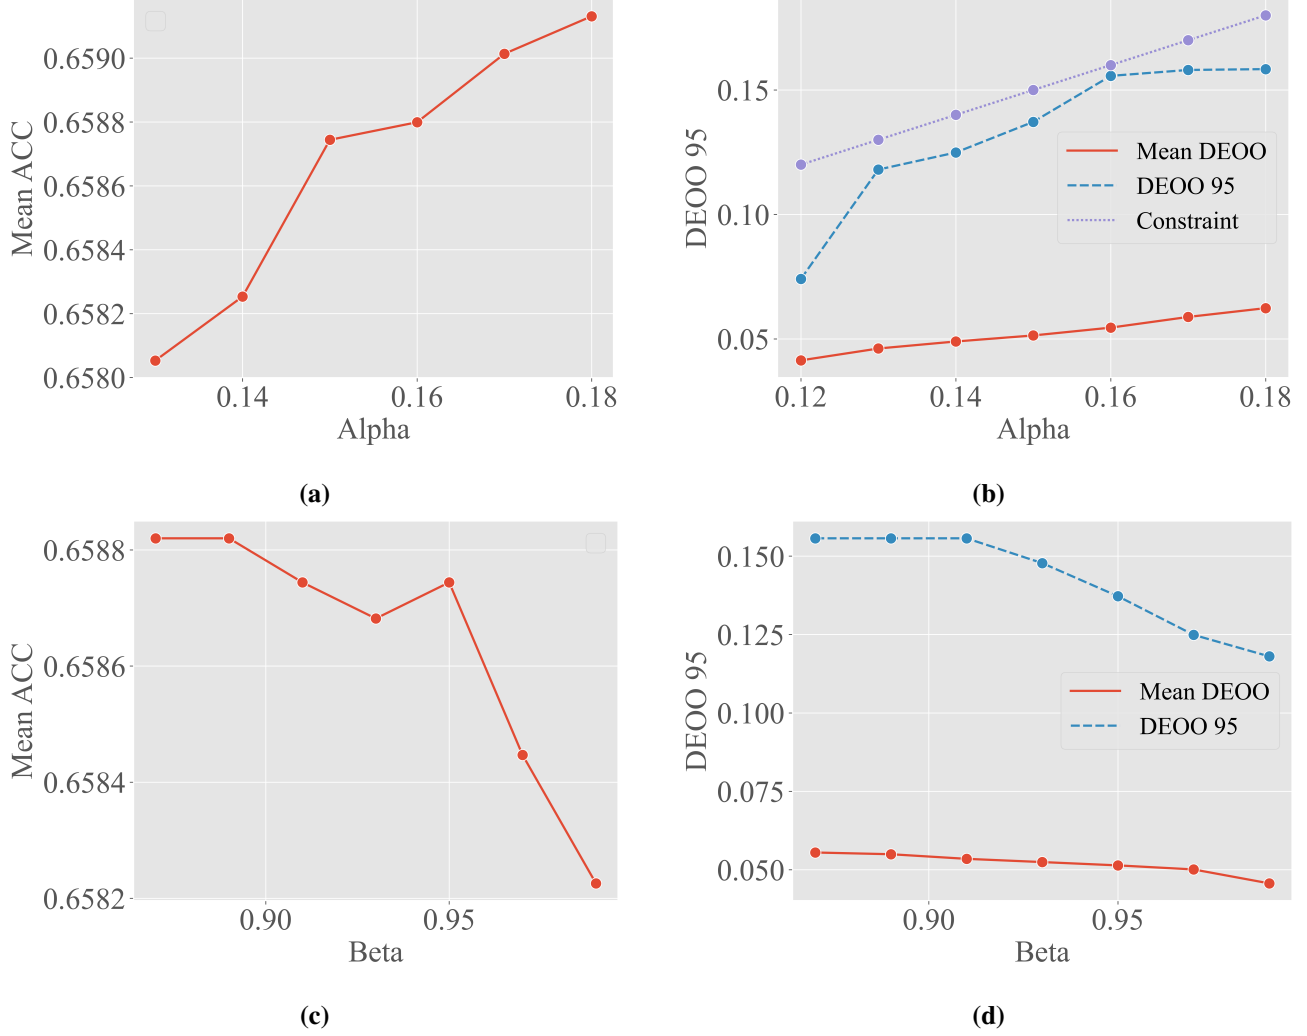 Mean ACC
0.6590
0.6588
0.6586
0.6584
0.6582
0.6580
0.14
0.16
0.18
Alpha
(a)
DEOO 95
0.15
0.10
0.05
Mean DEOO
DEOO 95
Constraint
0.12
0.14
0.16
0.18
Alpha
(b)
Mean ACC
0.6588
0.6586
0.6584
0.6582
0.90
0.95
Beta
(c)
DEOO 95
0.150
0.125
0.100
0.075
0.050
Mean DEOO
DEOO 95
0.90
0.95
Beta
(d)